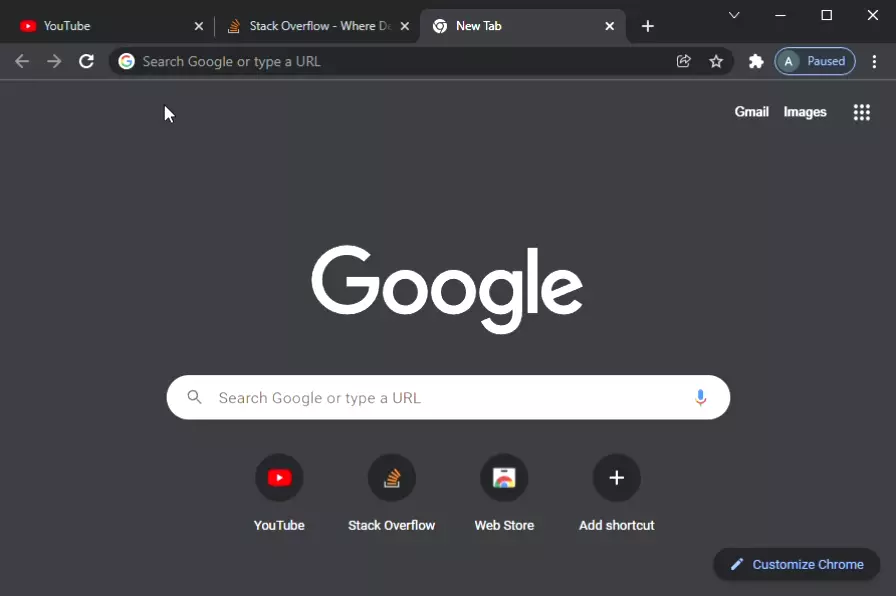 YouTube
Stack Overflow - Where De
New Tab
Search Google or type a URL
A Paused
Gmail Images
Google
Search Google or type a URL
YouTube Stack Overflow Web Store Add shortcut
Customize Chrome